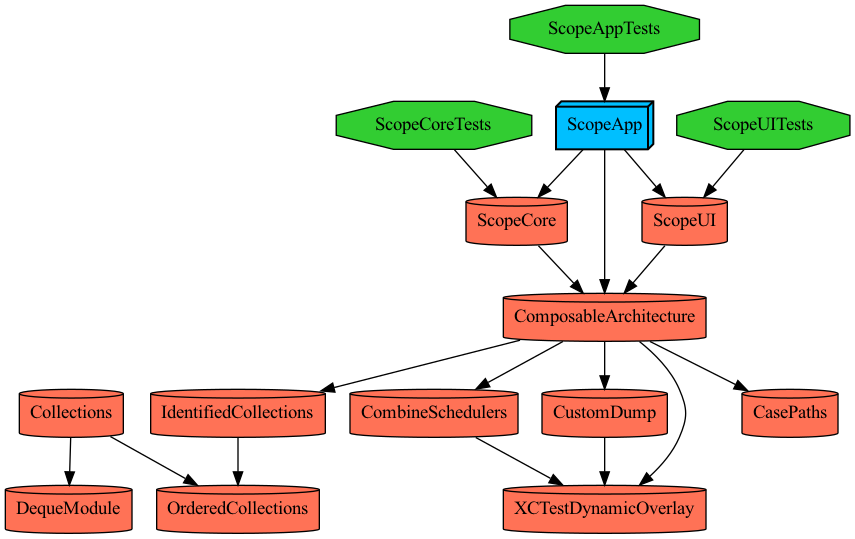 ScopeAppTests
ScopeCoreTests
ScopeApp
ScopeUITests
ScopeCore
ScopeUI
ComposableArchitecture
Collections
IdentifiedCollections
CombineSchedulers
CustomDump
CasePaths
DequeModule
OrderedCollections
XCTestDynamicOverlay